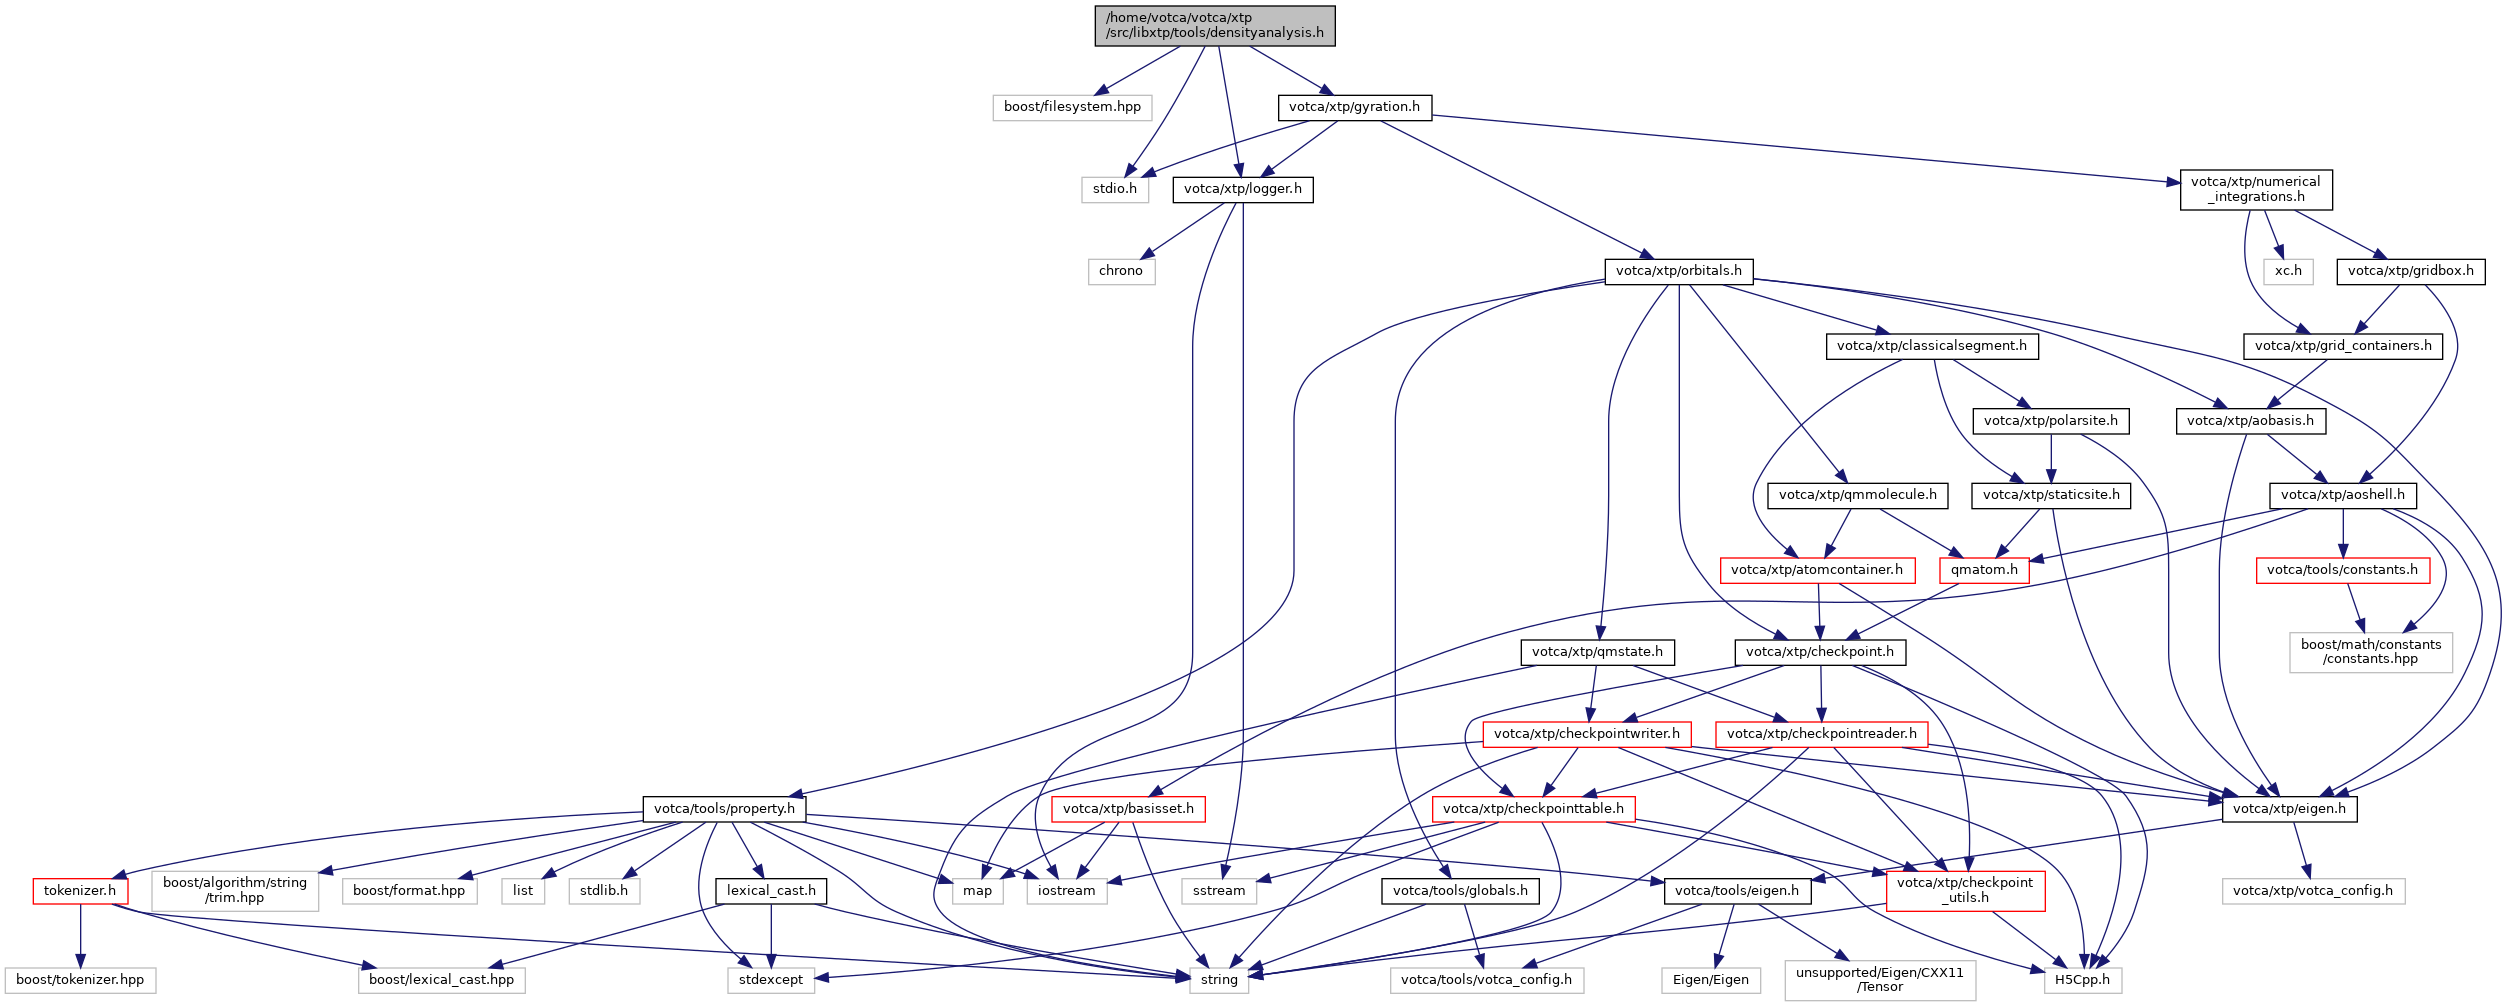 /home/votca/votca/xtp
/src/libxtp/tools/densityanalysis.h
boost/filesystem.hpp
votca/xtp/gyration.h
stdio.h
votca/xtp/logger.h
votca/xtp/numerical
_integrations.h
chrono
votca/xtp/orbitals.h
xc.h
votca/xtp/gridbox.h
votca/xtp/classicalsegment.h
votca/xtp/grid_containers.h
votca/xtp/polarsite.h
votca/xtp/aobasis.h
votca/xtp/qmmolecule.h
votca/xtp/staticsite.h
votca/xtp/aoshell.h
votca/xtp/atomcontainer.h
qmatom.h
votca/tools/constants.h
votca/xtp/qmstate.h
votca/xtp/checkpoint.h
boost/math/constants
/constants.hpp
votca/xtp/checkpointwriter.h
votca/xtp/checkpointreader.h
votca/tools/property.h
votca/xtp/basisset.h
votca/xtp/checkpointtable.h
votca/xtp/eigen.h
tokenizer.h
boost/algorithm/string
/trim.hpp
boost/format.hpp
list
stdlib.h
lexical_cast.h
map
iostream
sstream
votca/tools/globals.h
votca/tools/eigen.h
votca/xtp/checkpoint
_utils.h
votca/xtp/votca_config.h
boost/tokenizer.hpp
boost/lexical_cast.hpp
stdexcept
string
votca/tools/votca_config.h
Eigen/Eigen
unsupported/Eigen/CXX11
/Tensor
H5Cpp.h